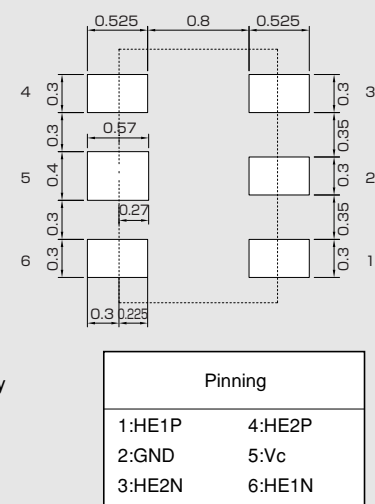 0.525 0.8 0.525
4 0.3 0.3 3
0.3 0.57 0.35
5 0.4 0.3 2
0.27
0.3 0.35
6 0.3 0.3 1
0.3 0.225
y
Pinning
1:HE1P 4:HE2P
2:GND 5:Vc
3:HE2N 6:HE1N